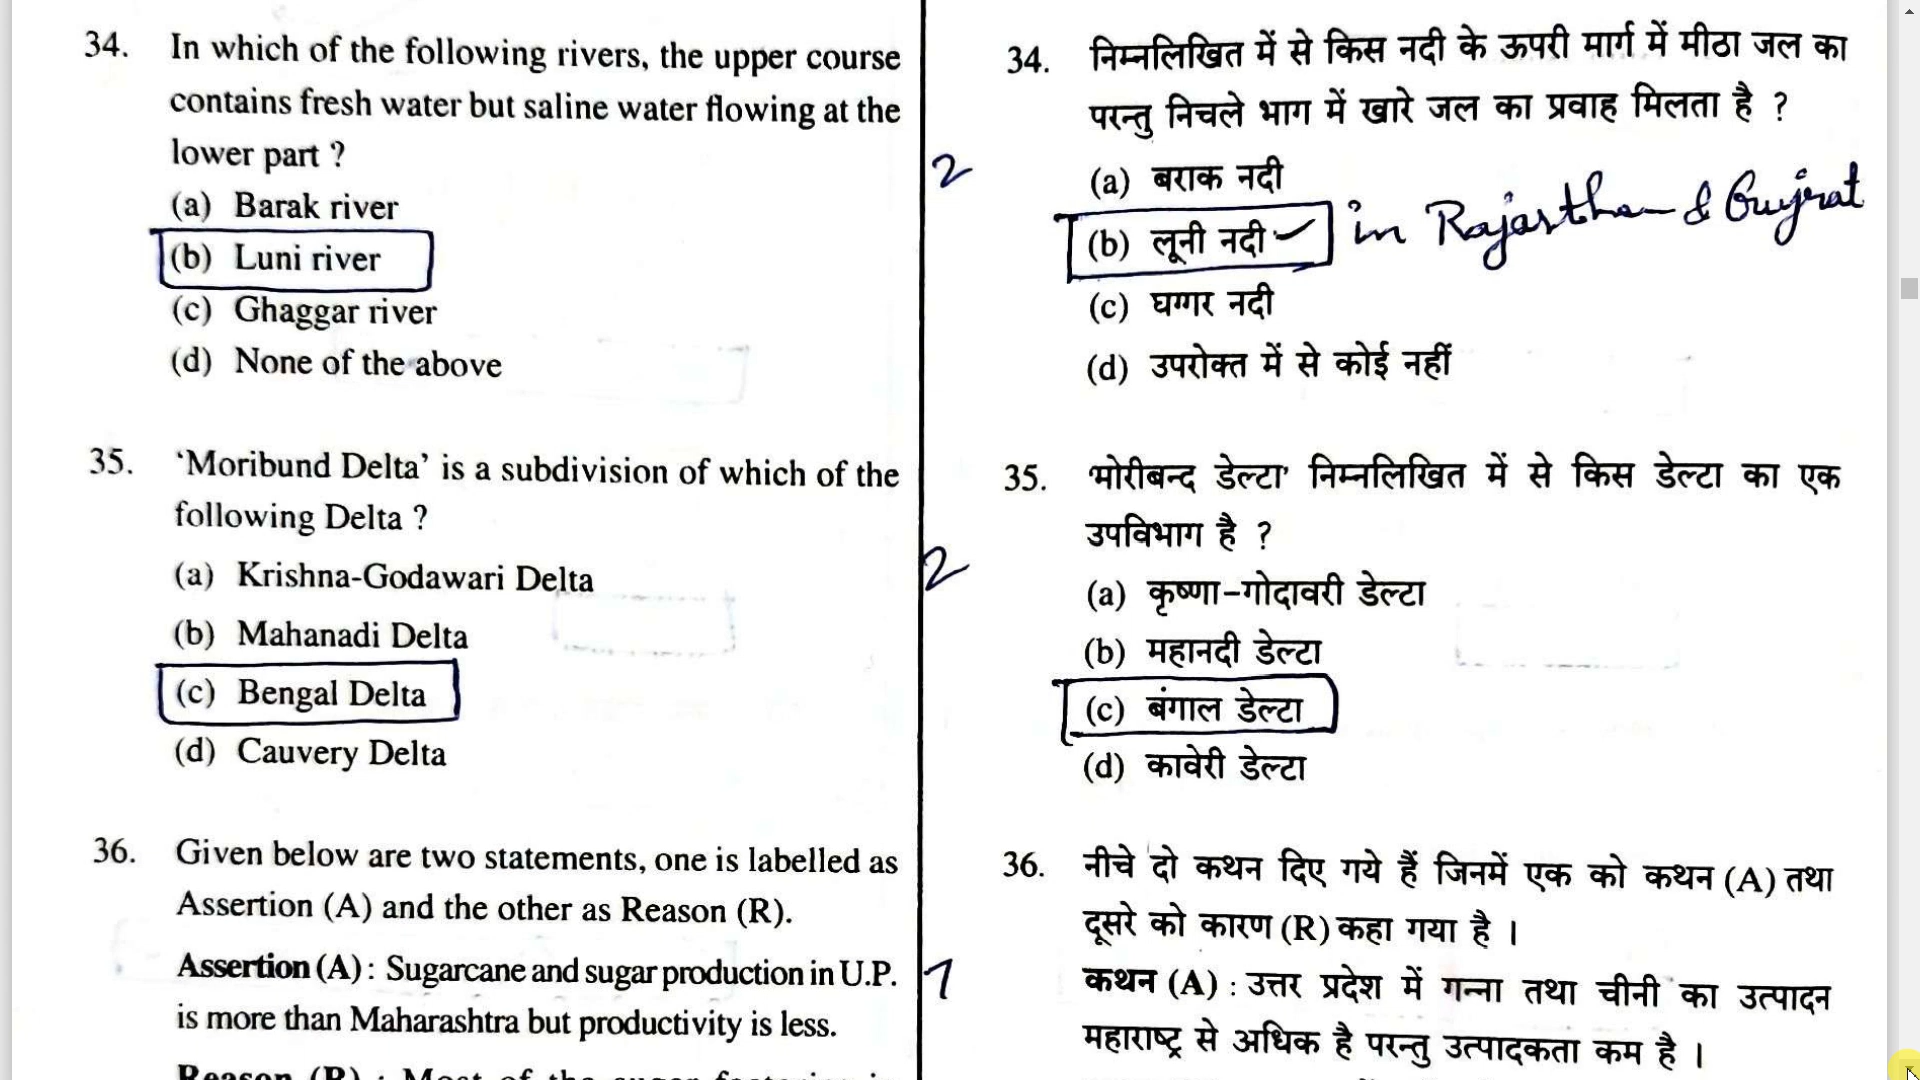 34. In which of the following rivers, the upper course
contains fresh water but saline water flowing at the
lower part ?
(a) Barak river
(b) Luni river
(c) Ghaggar river
(d) None of the above
35. ‘Moribund Delta’ is a subdivision of which of the
following Delta ?
(a) Krishna-Godawari Delta
(b) Mahanadi Delta
(c) Bengal Delta
(d) Cauvery Delta
36. Given below are two statements, one is labelled as
Assertion (A) and the other as Reason (R).
Assertion (A) : Sugarcane and sugar production in U.P.
is more than Maharashtra but productivity is less.
Reason (R) : Most of the sugar factories in
2
2
1
34. निम्नलिखित में से किस नदी के ऊपरी मार्ग में मीठा जल का
परन्तु निचले भाग में खारे जल का प्रवाह मिलता है ?
(a) बराक नदी
(b) लूनी नदी in Rajasthan & Gujrat
(c) घग्गर नदी
(d) उपरोक्त में से कोई नहीं
35. ‘मोरीबन्द डेल्टा’ निम्नलिखित में से किस डेल्टा का एक
उपविभाग है ?
(a) कृष्णा-गोदावरी डेल्टा
(b) महानदी डेल्टा
(c) बंगाल डेल्टा
(d) कावेरी डेल्टा
36. नीचे दो कथन दिए गये हैं जिनमें एक को कथन (A) तथा
दूसरे को कारण (R) कहा गया है ।
कथन (A) : उत्तर प्रदेश में गन्ना तथा चीनी का उत्पादन
महाराष्ट्र से अधिक है परन्तु उत्पादकता कम है ।